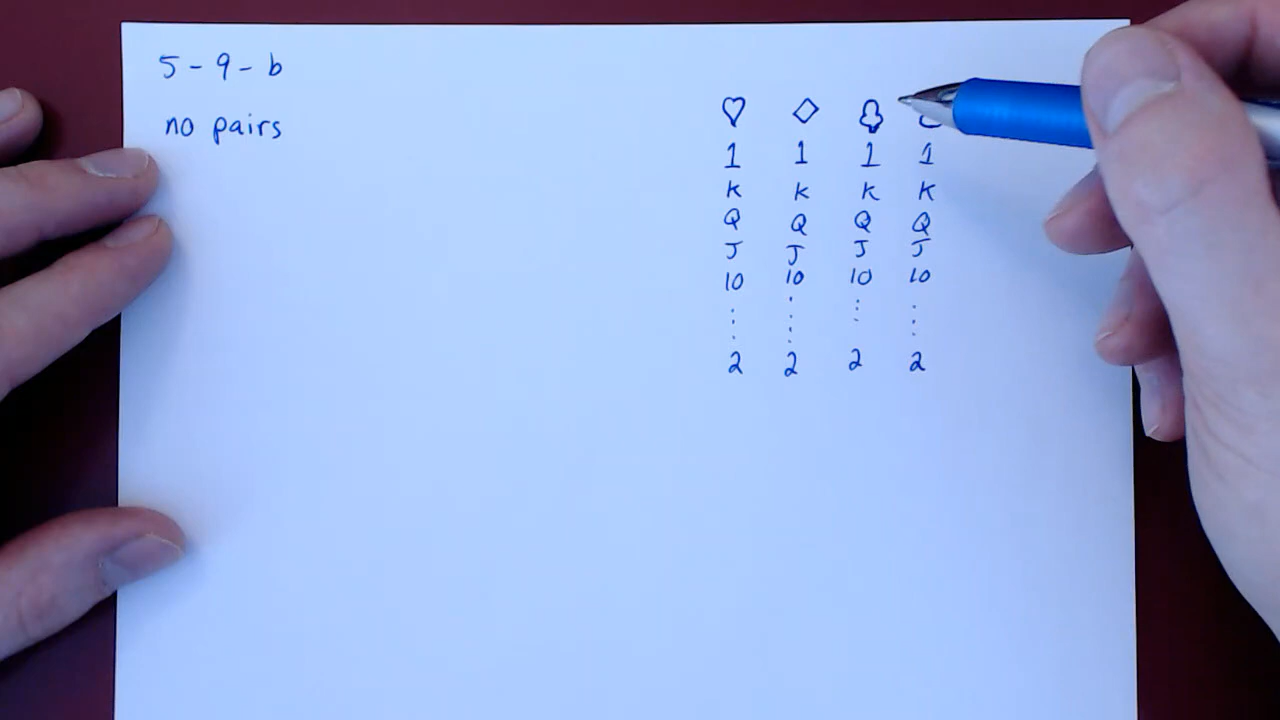 5-9-b
no pairs
♡ ◇ ♧
1 1 1 1
K K K K
Q Q Q Q
J J J J
10 10 10 10
⋮ ⋮ ⋮ ⋮
2 2 2 2